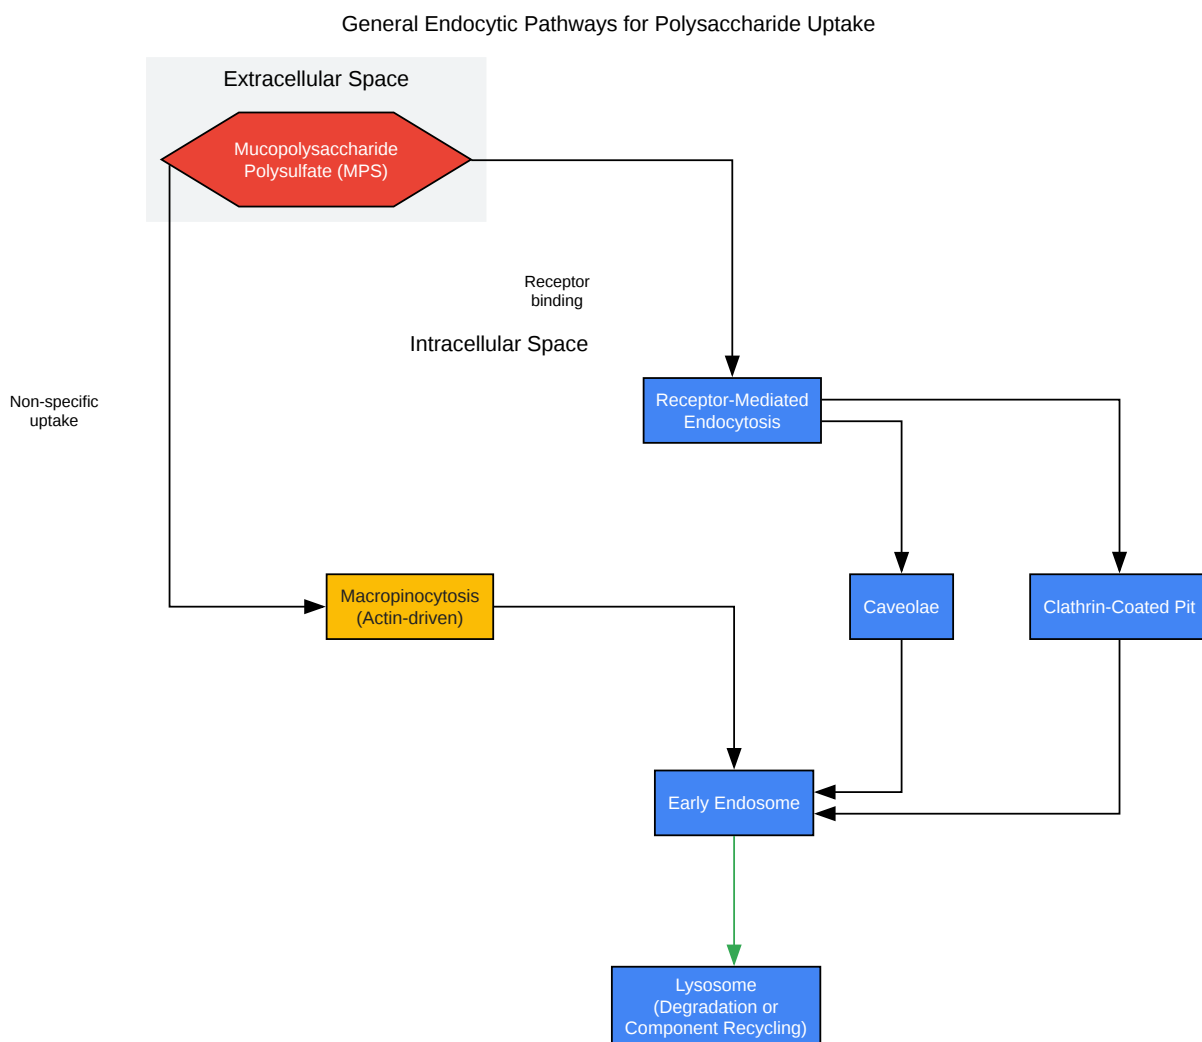 General Endocytic Pathways for Polysaccharide Uptake
Extracellular Space
Mucopolysaccharide
Polysulfate (MPS)
Receptor
binding
Intracellular Space
Non-specific
uptake
Receptor-Mediated
Endocytosis
Macropinocytosis
(Actin-driven)
Caveolae
Clathrin-Coated Pit
Early Endosome
Lysosome
(Degradation or
Component Recycling)